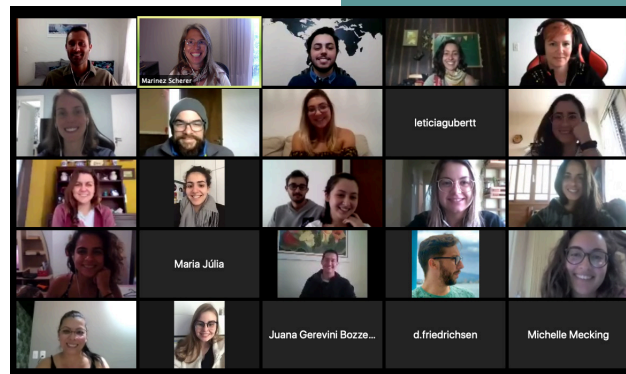 Marinez Scherer
leticiagubertt
Maria Júlia
Juana Gerevini Bozze...
d.friedrichsen
Michelle Mecking